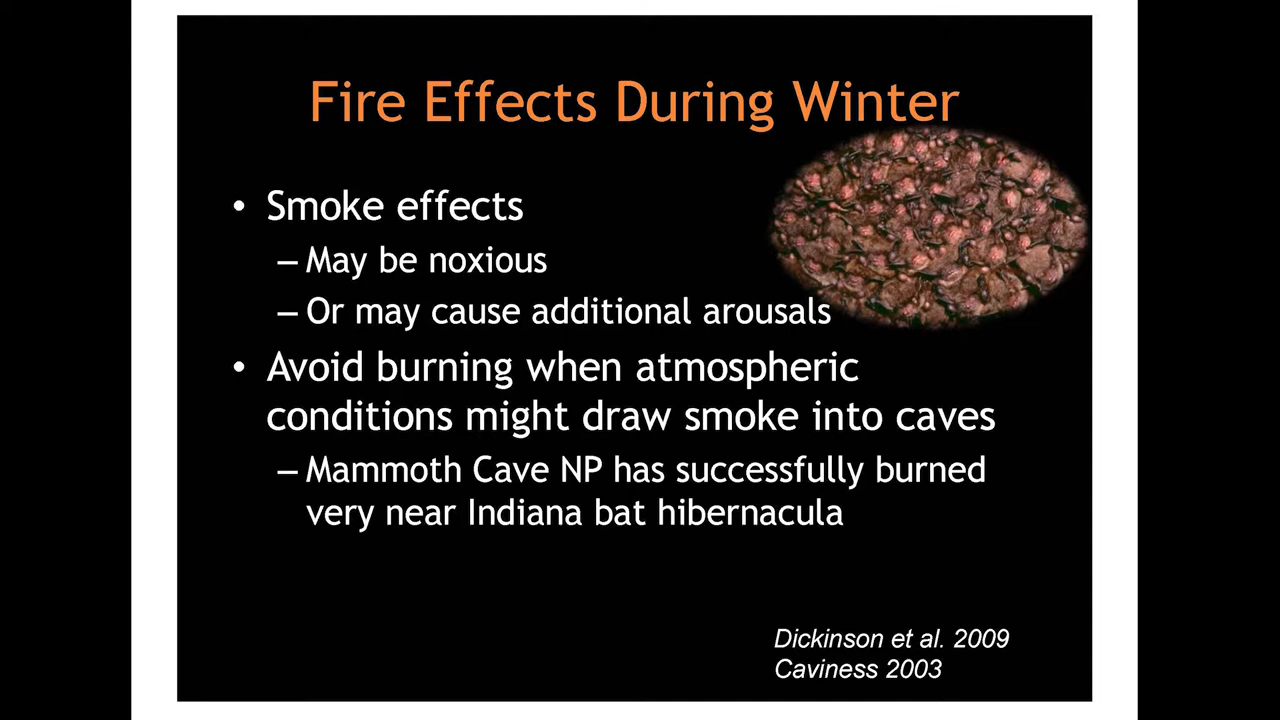 Fire Effects During Winter
• Smoke effects
– May be noxious
– Or may cause additional arousals
• Avoid burning when atmospheric
conditions might draw smoke into caves
– Mammoth Cave NP has successfully burned
very near Indiana bat hibernacula
Dickinson et al. 2009
Caviness 2003